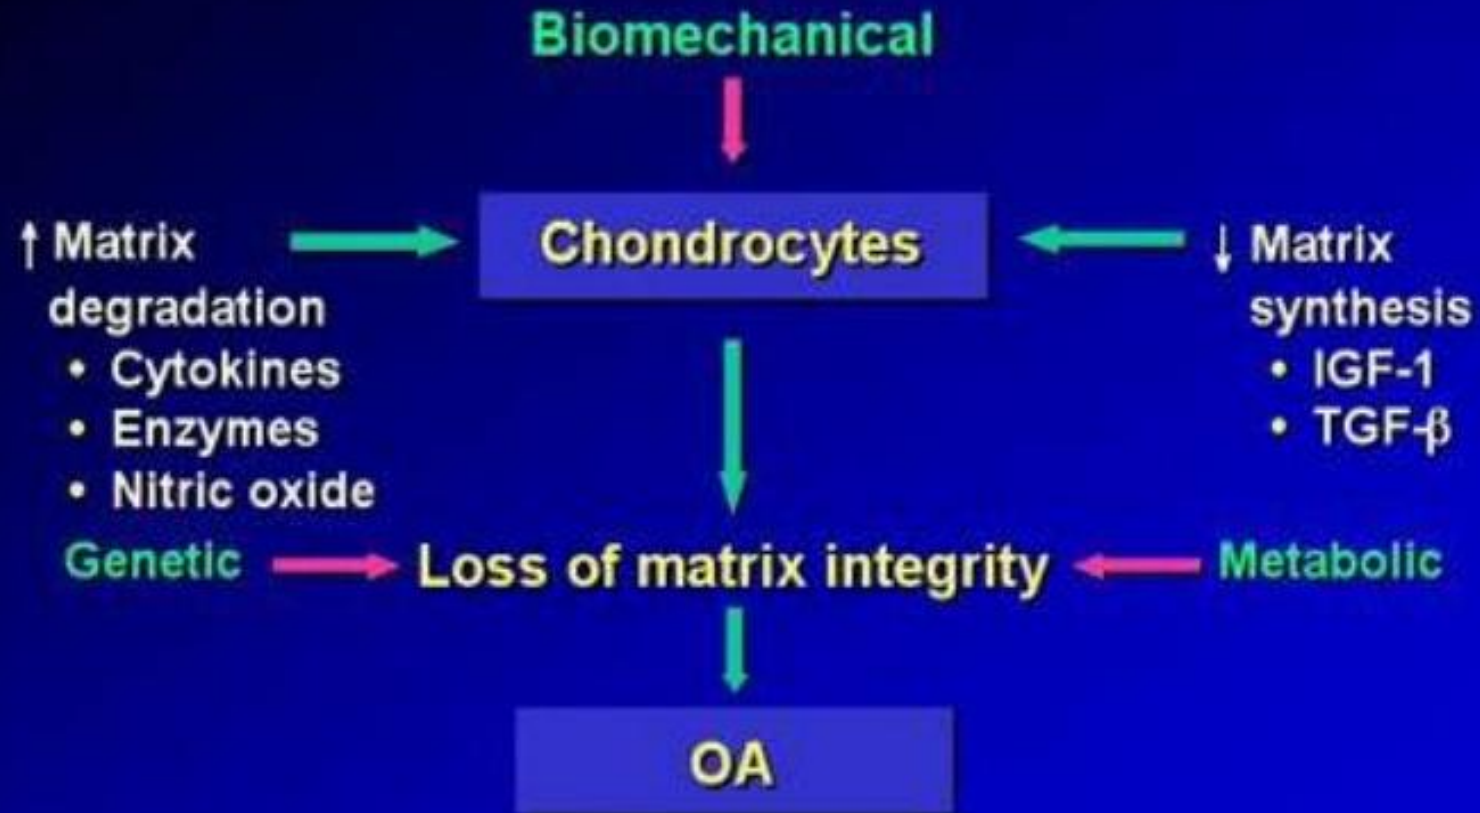 Biomechanical
↑ Matrix
degradation
• Cytokines
• Enzymes
• Nitric oxide
Chondrocytes
↓ Matrix
synthesis
• IGF-1
• TGF-β
Genetic
Loss of matrix integrity
Metabolic
OA